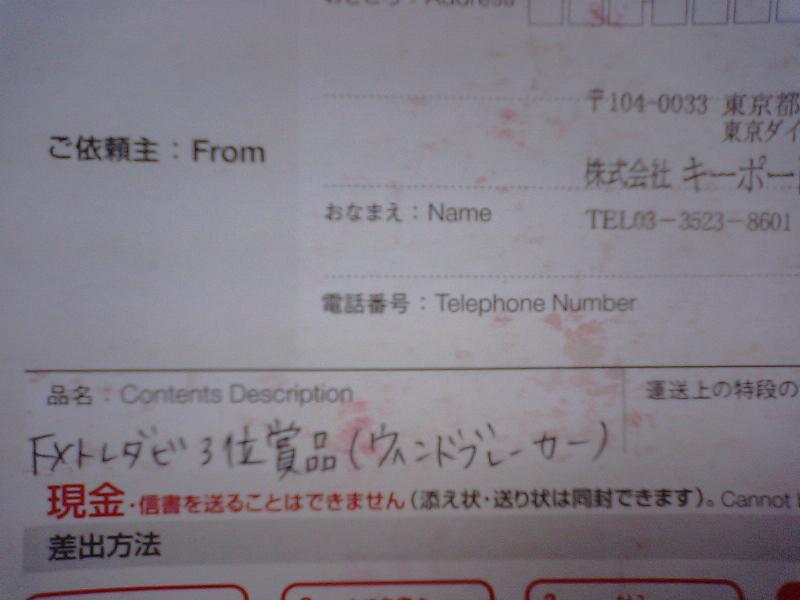 おところ：Address
〒104-0033 東京都
東京ダイ
ご依頼主：From
株式会社 キーポー
おなまえ：Name
TEL03－3523－8601
電話番号：Telephone Number
品名：Contents Description
運送上の特段の
FXトレダビ3位賞品(ウィンドブレーカー)
現金・信書を送ることはできません(添え状・送り状は同封できます)。Cannot
差出方法